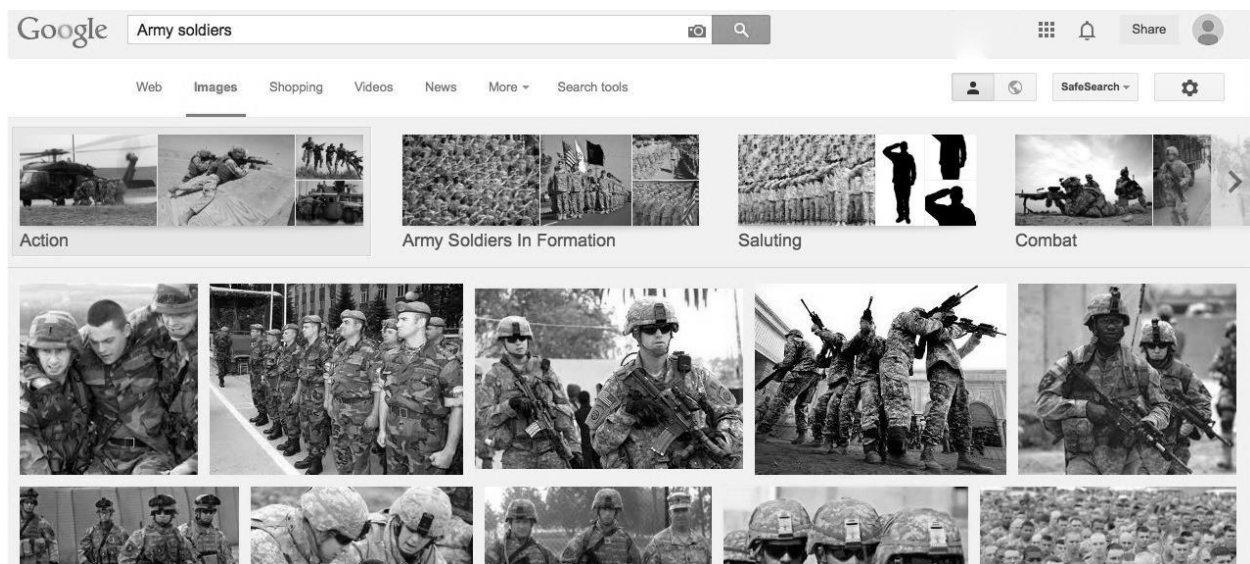 Google Army soldiers Share
Web Images Shopping Videos News More Search tools SafeSearch
Action Army Soldiers In Formation Saluting Combat